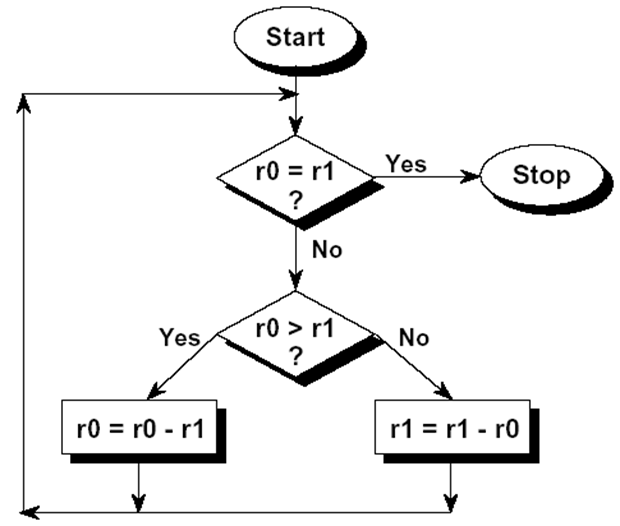 Start
r0 = r1
?
Yes
Stop
No
r0 > r1
?
Yes
No
r0 = r0 - r1
r1 = r1 - r0